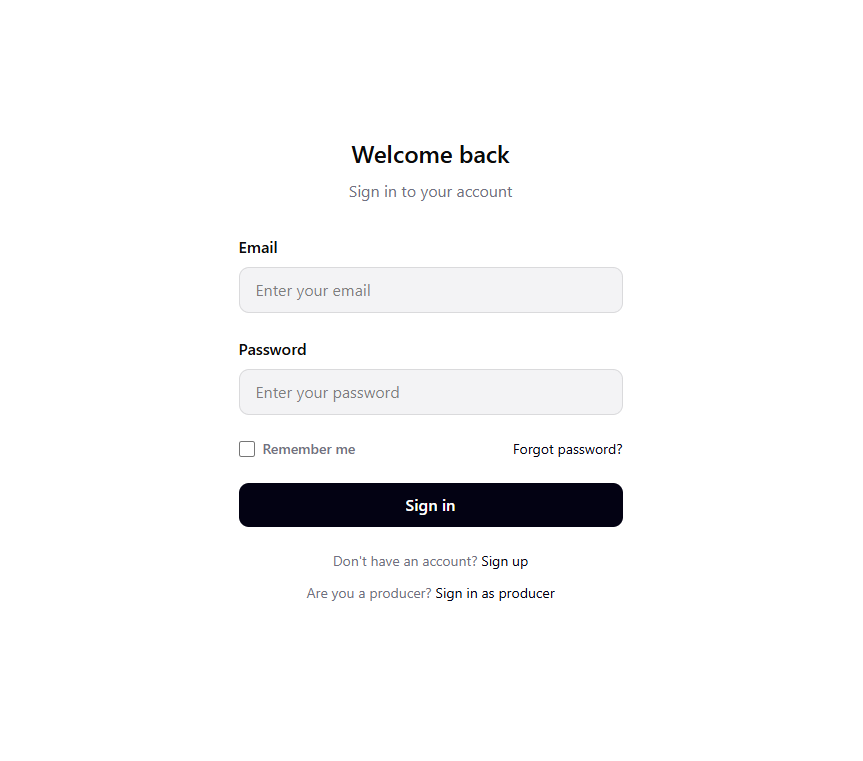 Welcome back
Sign in to your account
Email
Enter your email
Password
Enter your password
Remember me
Forgot password?
Sign in
Don't have an account? Sign up
Are you a producer? Sign in as producer